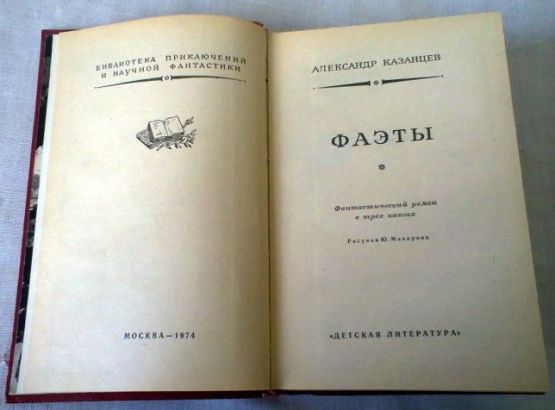 БИБЛИОТЕКА ПРИКЛЮЧЕНИЙ
И НАУЧНОЙ ФАНТАСТИКИ
МОСКВА—1974
АЛЕКСАНДР КАЗАНЦЕВ
ФАЭТЫ
Фантастический роман
в трех книгах
Рисунки Ю. Макарова
«ДЕТСКАЯ ЛИТЕРАТУРА»